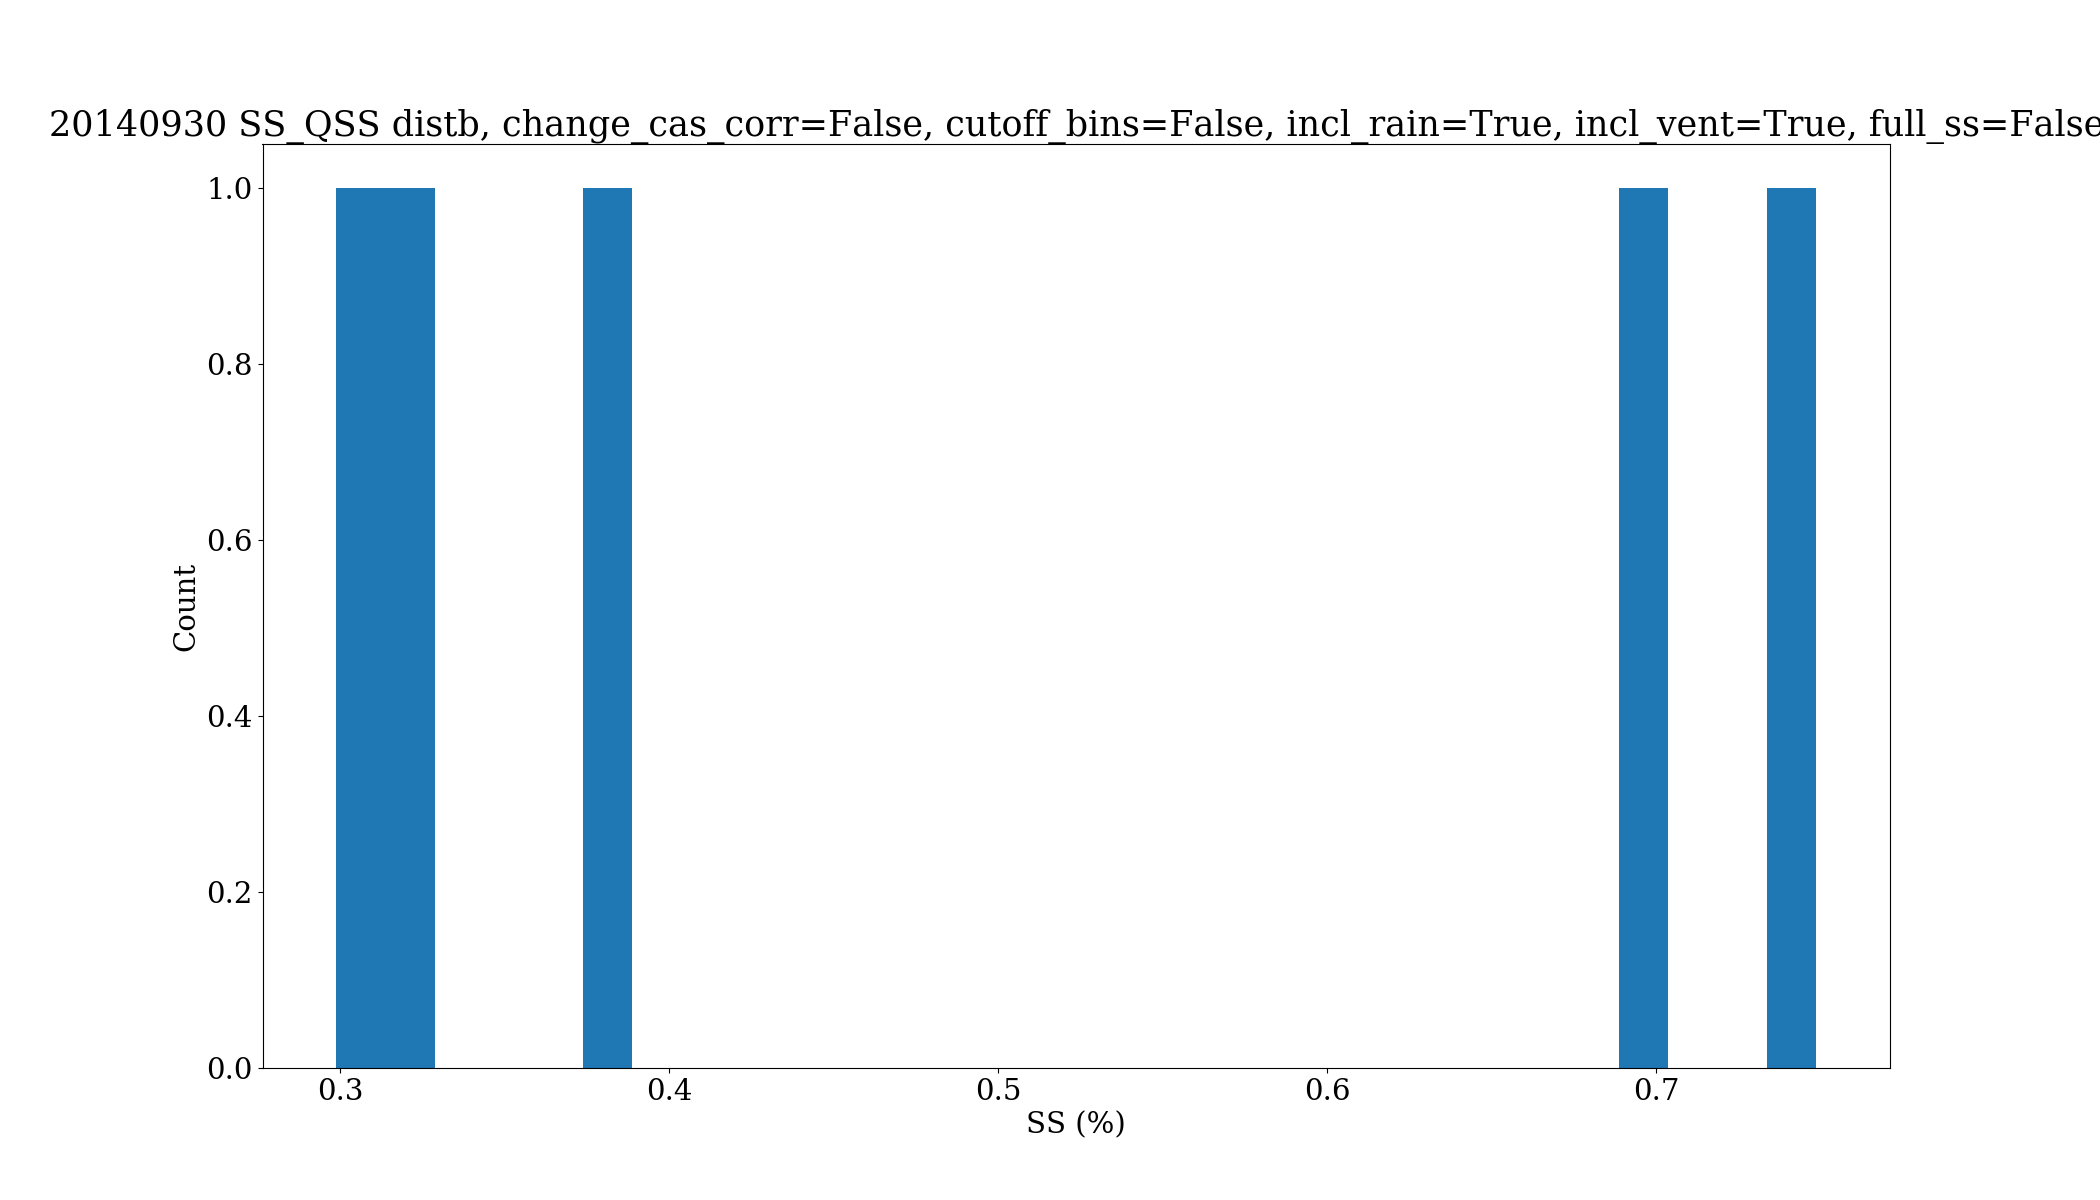 20140930 SS_QSS distb, change_cas_corr=False, cutoff_bins=False, incl_rain=True, incl_vent=True, full_ss=False
1.0
0.8
0.6
0.4
0.2
0.0
Count
0.3 0.4 0.5 0.6 0.7
SS (%)